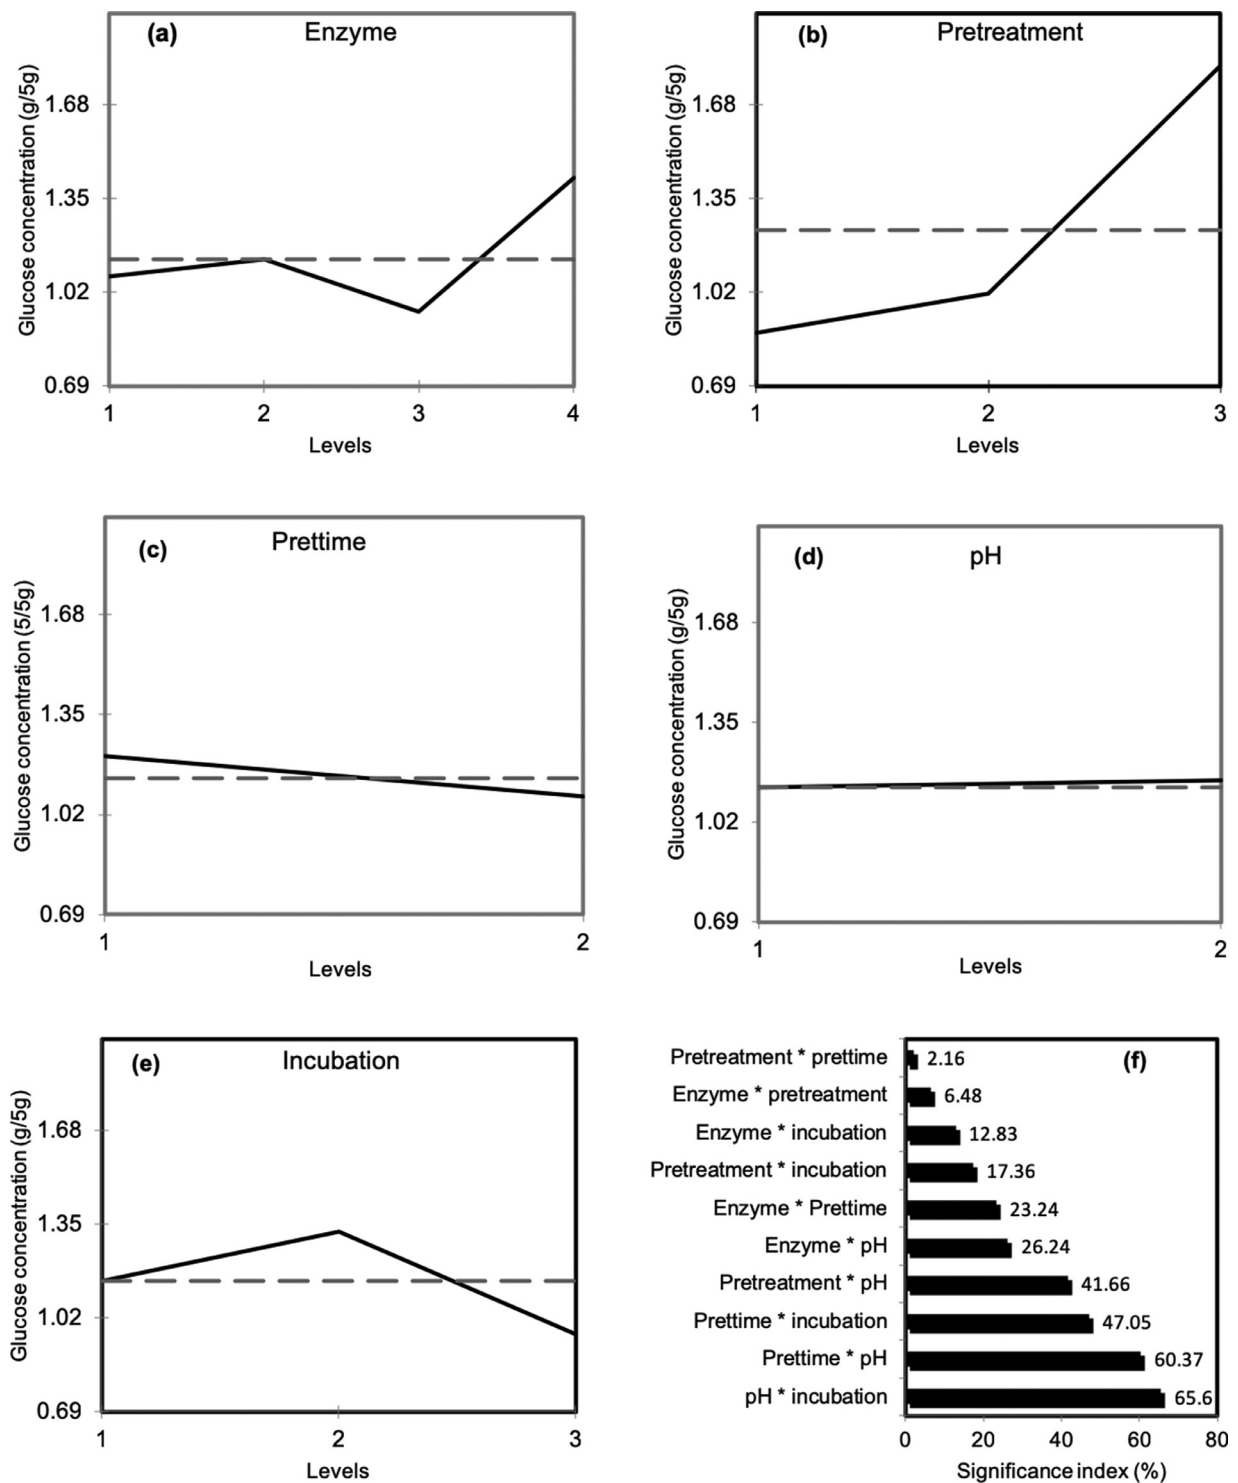 (a) Enzyme
Glucose concentration (g/5g)
1.68
1.35
1.02
0.69
1 2 3 4
Levels
(b) Pretreatment
Glucose concentration (g/5g)
1.68
1.35
1.02
0.69
1 2 3
Levels
(c) Prettime
Glucose concentration (5/5g)
1.68
1.35
1.02
0.69
1 2
Levels
(d) pH
Glucose concentration (g/5g)
1.68
1.35
1.02
0.69
1 2
Levels
(e) Incubation
Glucose concentration (g/5g)
1.68
1.35
1.02
0.69
1 2 3
Levels
(f)
Pretreatment * prettime 2.16
Enzyme * pretreatment 6.48
Enzyme * incubation 12.83
Pretreatment * incubation 17.36
Enzyme * Prettime 23.24
Enzyme * pH 26.24
Pretreatment * pH 41.66
Prettime * incubation 47.05
Prettime * pH 60.37
pH * incubation 65.6
0 20 40 60 80
Significance index (%)